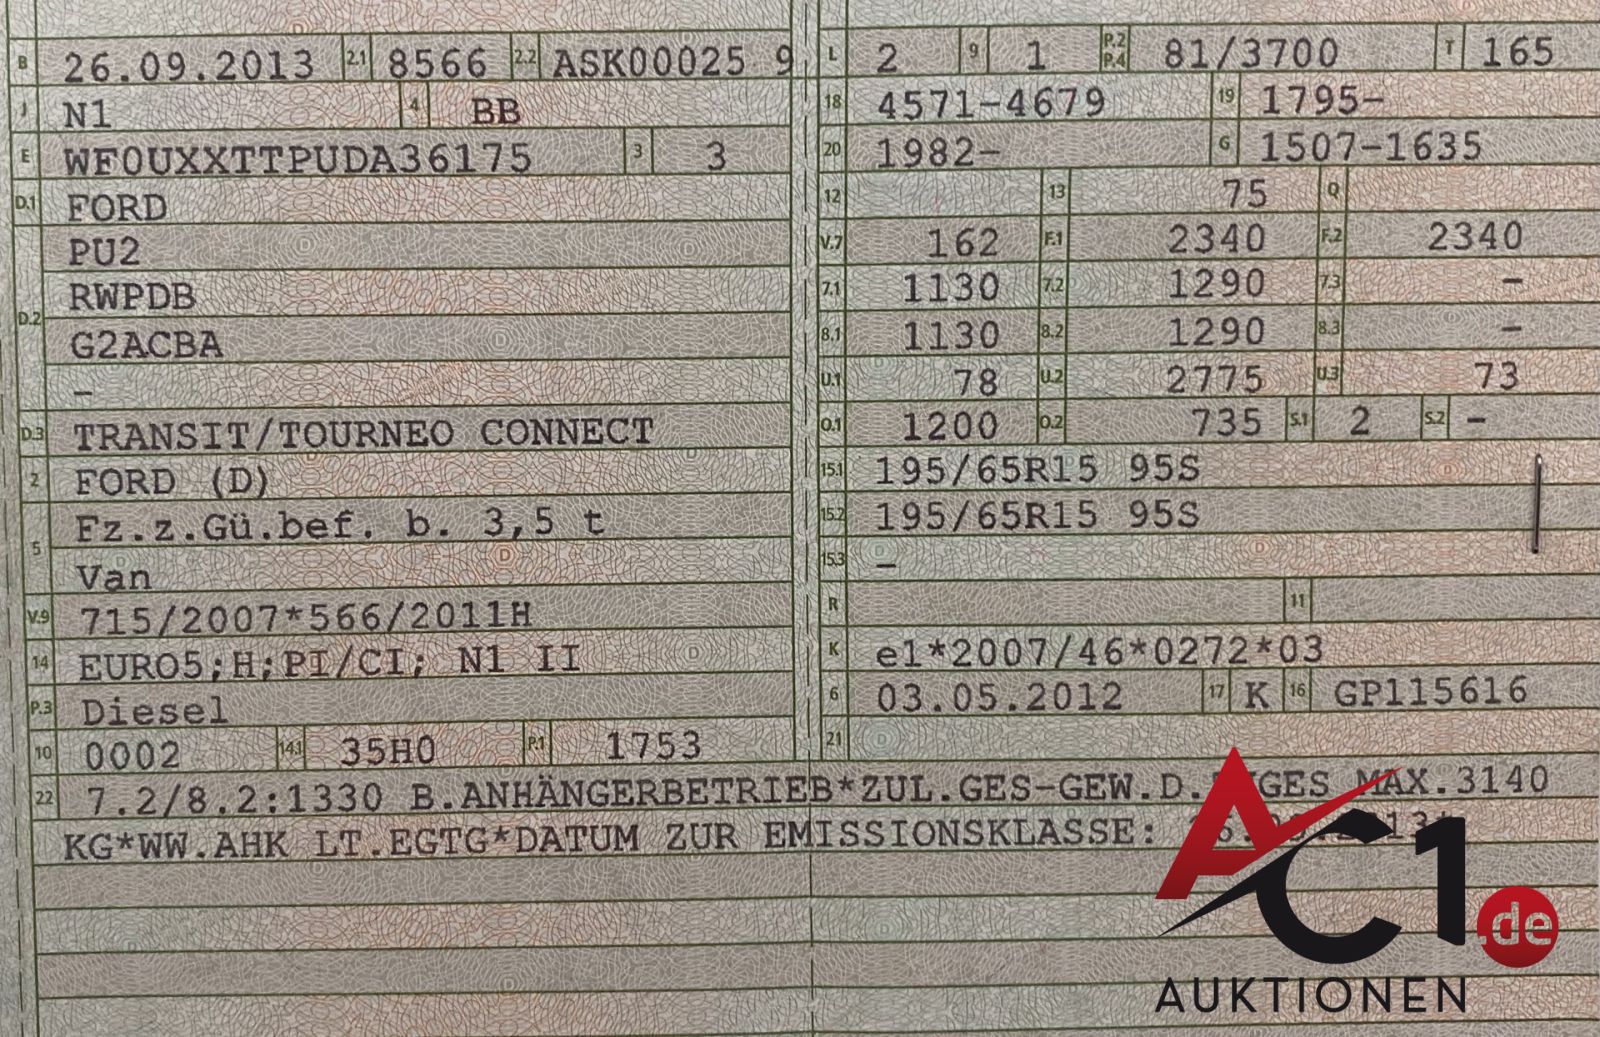 B 26.09.2013 2.1 8566 2.2 ASK00025 9
J N1 4 BB
E WF0UXXTTPUDA36175 3 3
D.1 FORD
PU2
D.2 RWPDB
G2ACBA
–
D.3 TRANSIT/TOURNEO CONNECT
2 FORD (D)
5 Fz.z.Gü.bef. b. 3,5 t
Van
V.9 715/2007*566/2011H
14 EURO5;H;PI/CI; N1 II
P.3 Diesel
10 0002 14.1 35H0 P.1 1753
L 2 9 1 P.2 P.4 81/3700 T 165
18 4571–4679 19 1795–
20 1982– G 1507–1635
12 13 75 Q
V.7 162 F.1 2340 F.2 2340
7.1 1130 7.2 1290 7.3 –
8.1 1130 8.2 1290 8.3 –
U.1 78 U.2 2775 U.3 73
O.1 1200 O.2 735 S.1 2 S.2 –
15.1 195/65R15 95S
15.2 195/65R15 95S
15.3 –
R 11
K e1*2007/46*0272*03
6 03.05.2012 17 K 16 GP115616
21
22 7.2/8.2:1330 B.ANHÄNGERBETRIEB*ZUL.GES-GEW.D. MAX.3140
KG*WW.AHK LT.EGTG*DATUM ZUR EMISSIONSKLASSE:
AC1.de
AUKTIONEN